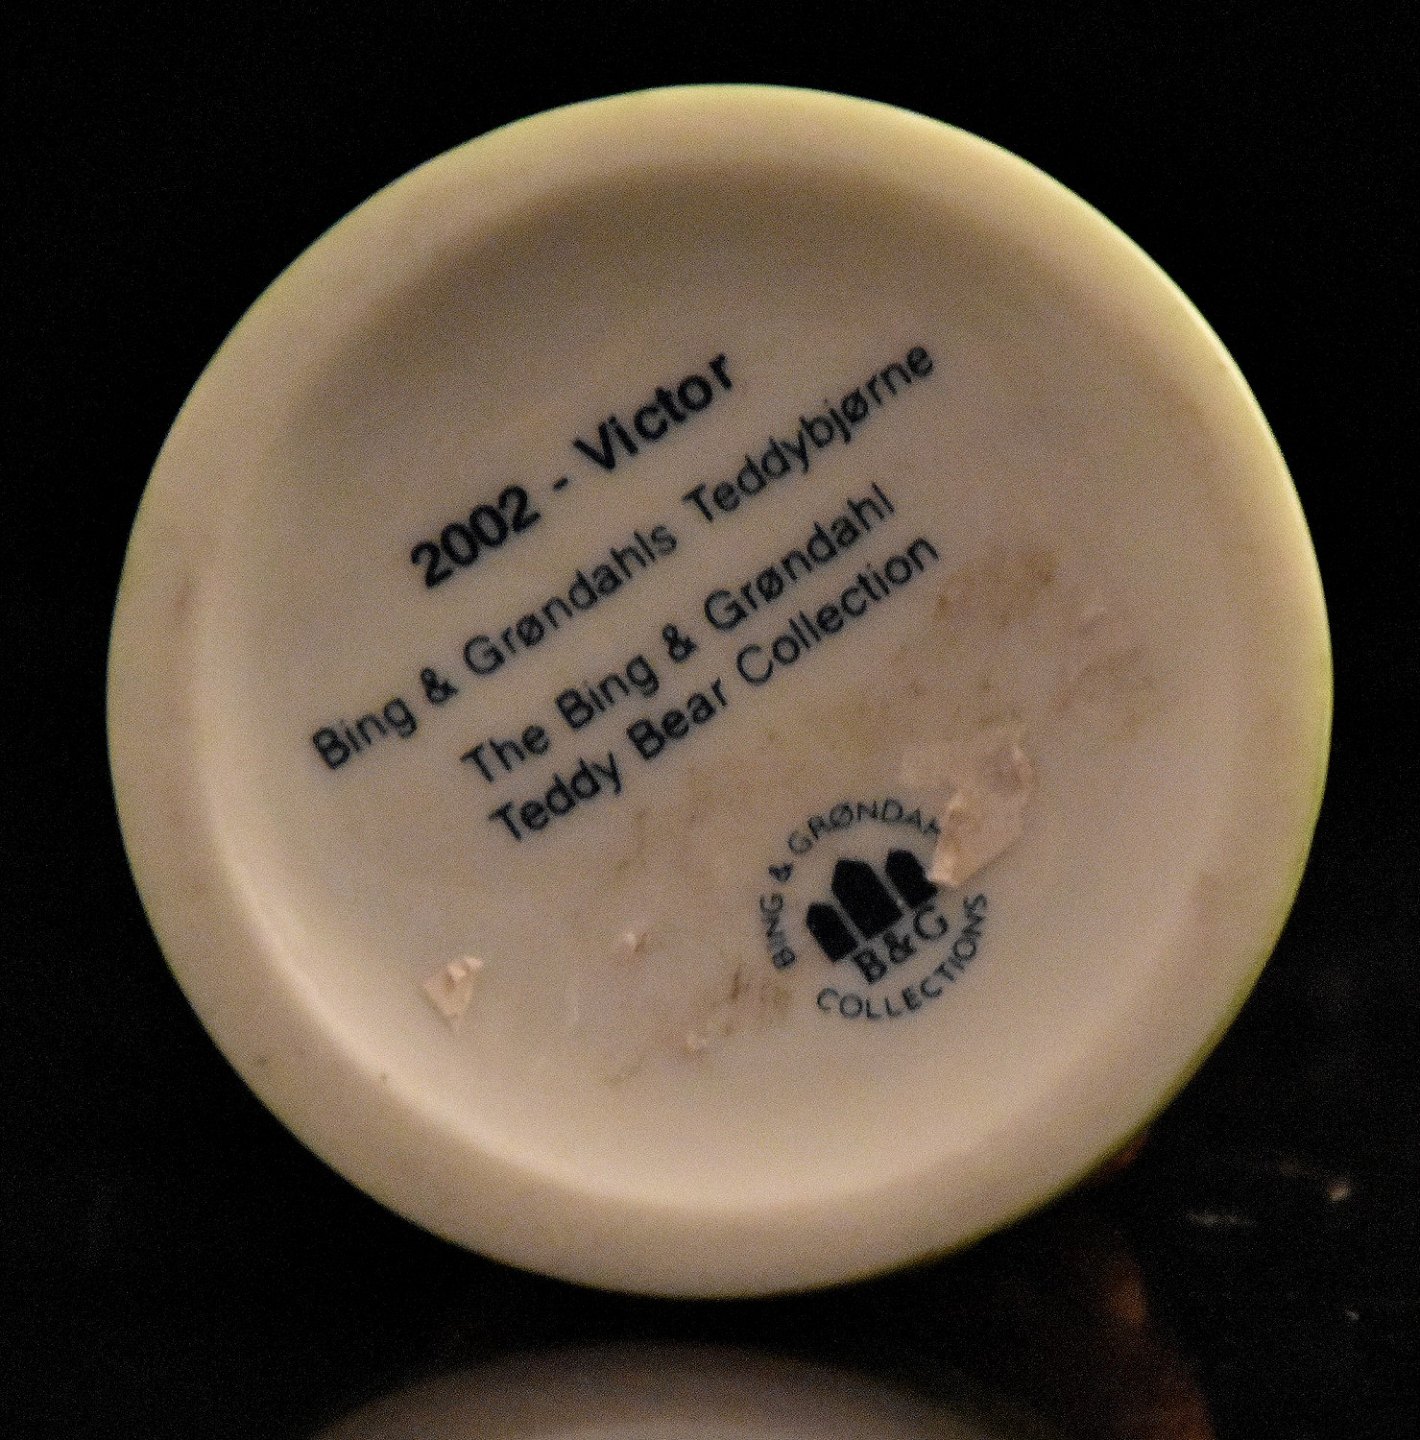 2002 - Victor
Bing & Grøndahls Teddybjørne
The Bing & Grøndahl
Teddy Bear Collection
BING & GRØNDAH
B&G
COLLECTIONS